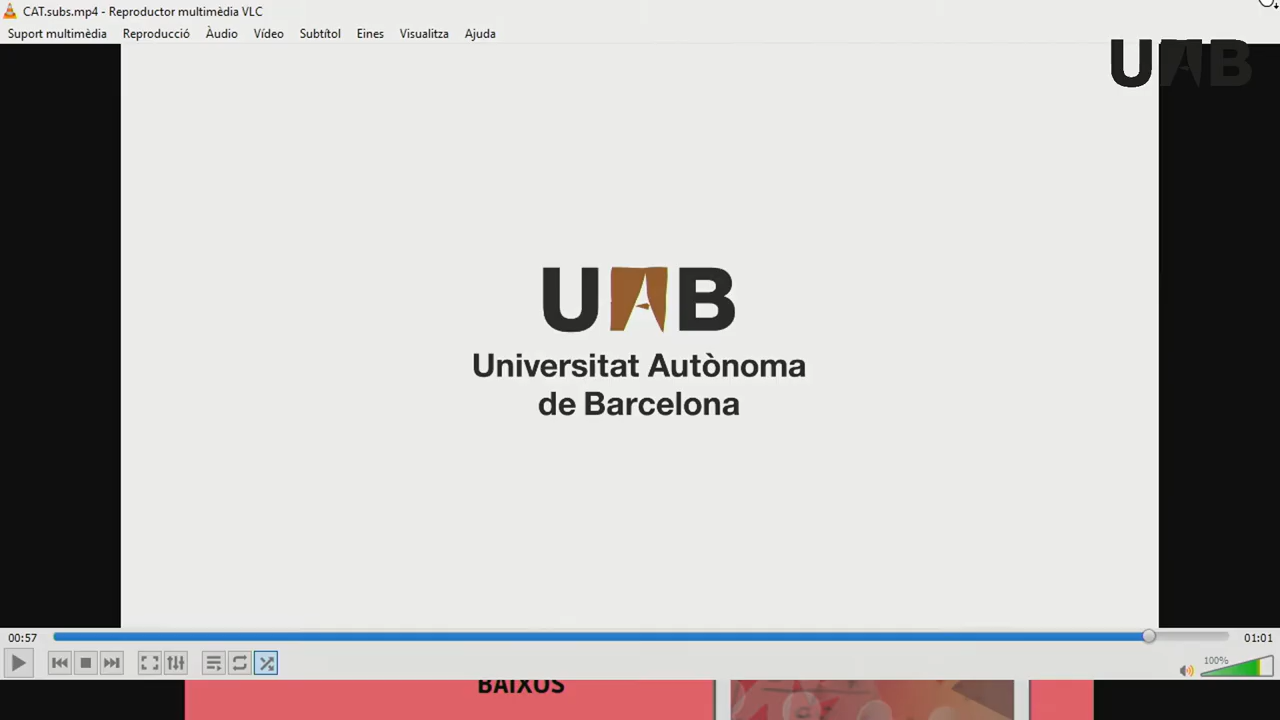 CAT.subs.mp4 - Reproductor multimèdia VLC
Suport multimèdia Reproducció Àudio Vídeo Subtítol Eines Visualitza Ajuda
UAB
UAB
Universitat Autònoma
de Barcelona
00:57 01:01
100%
BAIXOS